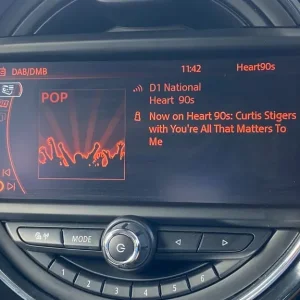 DAB/DMB
11:42
Heart90s
POP
D1 National
Heart 90s
Now on Heart 90s: Curtis Stigers
with You're All That Matters To
Me
MODE
1
2
3
4
5
6